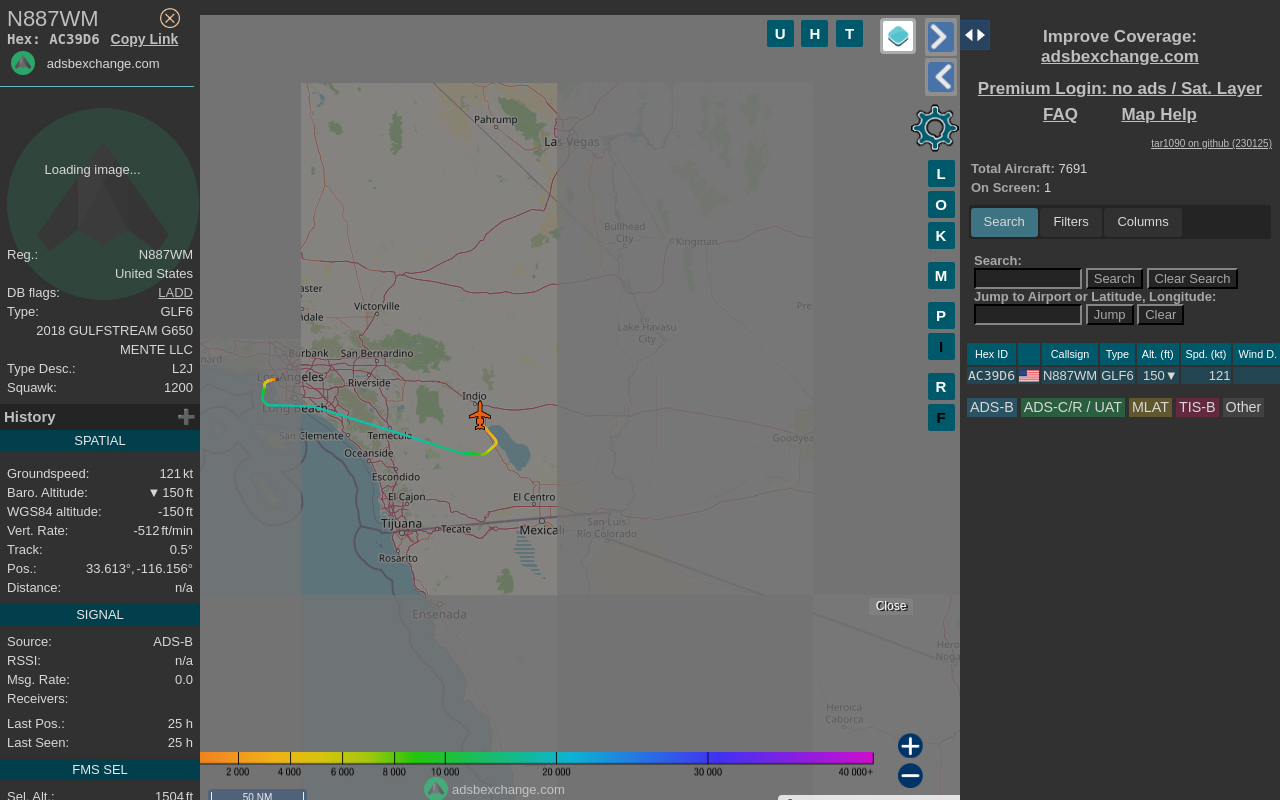 N887WM
Hex: AC39D6 Copy Link
adsbexchange.com
Loading image...
Reg.: N887WM
United States
DB flags: LADD
Type: GLF6
2018 GULFSTREAM G650
MENTE LLC
Type Desc.: L2J
Squawk: 1200
History
SPATIAL
Groundspeed: 121 kt
Baro. Altitude: ▼ 150 ft
WGS84 altitude: -150 ft
Vert. Rate: -512 ft/min
Track: 0.5°
Pos.: 33.613°, -116.156°
Distance: n/a
SIGNAL
Source: ADS-B
RSSI: n/a
Msg. Rate: 0.0
Receivers:
Last Pos.: 25 h
Last Seen: 25 h
FMS SEL
Sel. Alt.: 1504 ft
U H T
L
O
K
M
P
I
R
F
Pahrump
Las Vegas
Bullhead
City
Kingman
aster
Victorville
dale
Lake Havasu
City
Pre
nard
Burbank
San Bernardino
Los Angeles
Riverside
Indio
Long Beach
San Clemente
Temecula
Goodyea
Oceanside
Escondido
El Cajon
El Centro
Tijuana
Tecate
Mexicali
San Luis
Río Colorado
Rosarito
Ensenada
Close
Hero
Noga
Heroica
Caborca
2 000 4 000 6 000 8 000 10 000 20 000 30 000 40 000+
adsbexchange.com
50 NM
Improve Coverage:
adsbexchange.com
Premium Login: no ads / Sat. Layer
FAQ Map Help
tar1090 on github (230125)
Total Aircraft: 7691
On Screen: 1
Search Filters Columns
Search:
Search Clear Search
Jump to Airport or Latitude, Longitude:
Jump Clear
Hex ID Callsign Type Alt. (ft) Spd. (kt) Wind D.
AC39D6 N887WM GLF6 150▼ 121
ADS-B ADS-C/R / UAT MLAT TIS-B Other